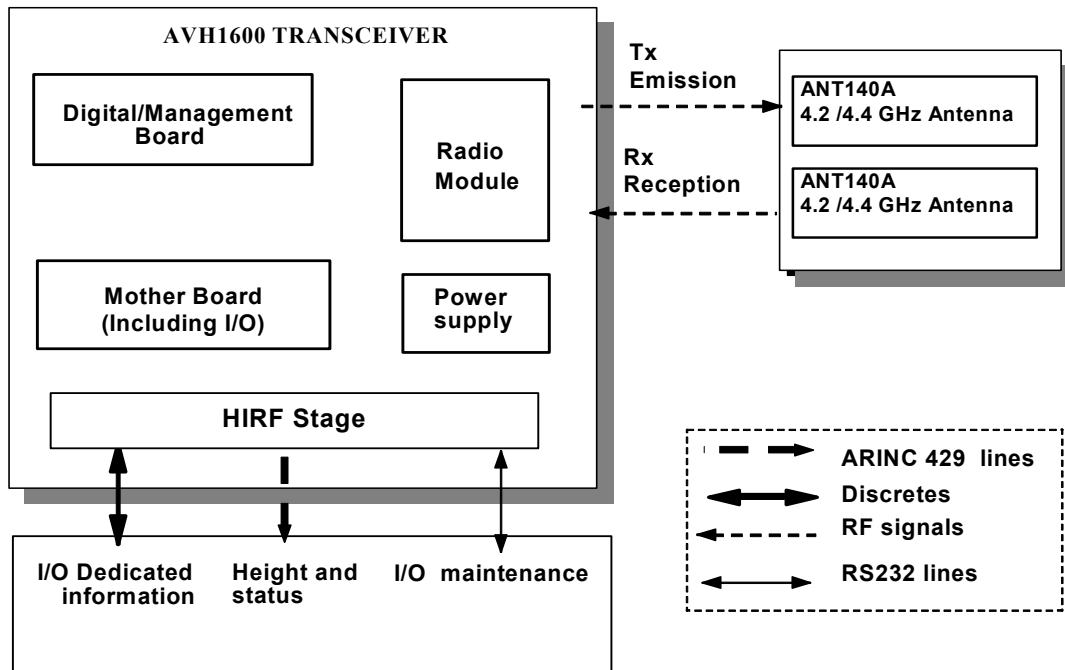 AVH1600 TRANSCEIVER
Digital/Management
Board
Radio
Module
Mother Board
(Including I/O)
Power
supply
HIRF Stage
Tx
Emission
Rx
Reception
ANT140A
4.2 /4.4 GHz Antenna
ANT140A
4.2 /4.4 GHz Antenna
I/O Dedicated
information
Height and
status
I/O maintenance
ARINC 429 lines
Discretes
RF signals
RS232 lines